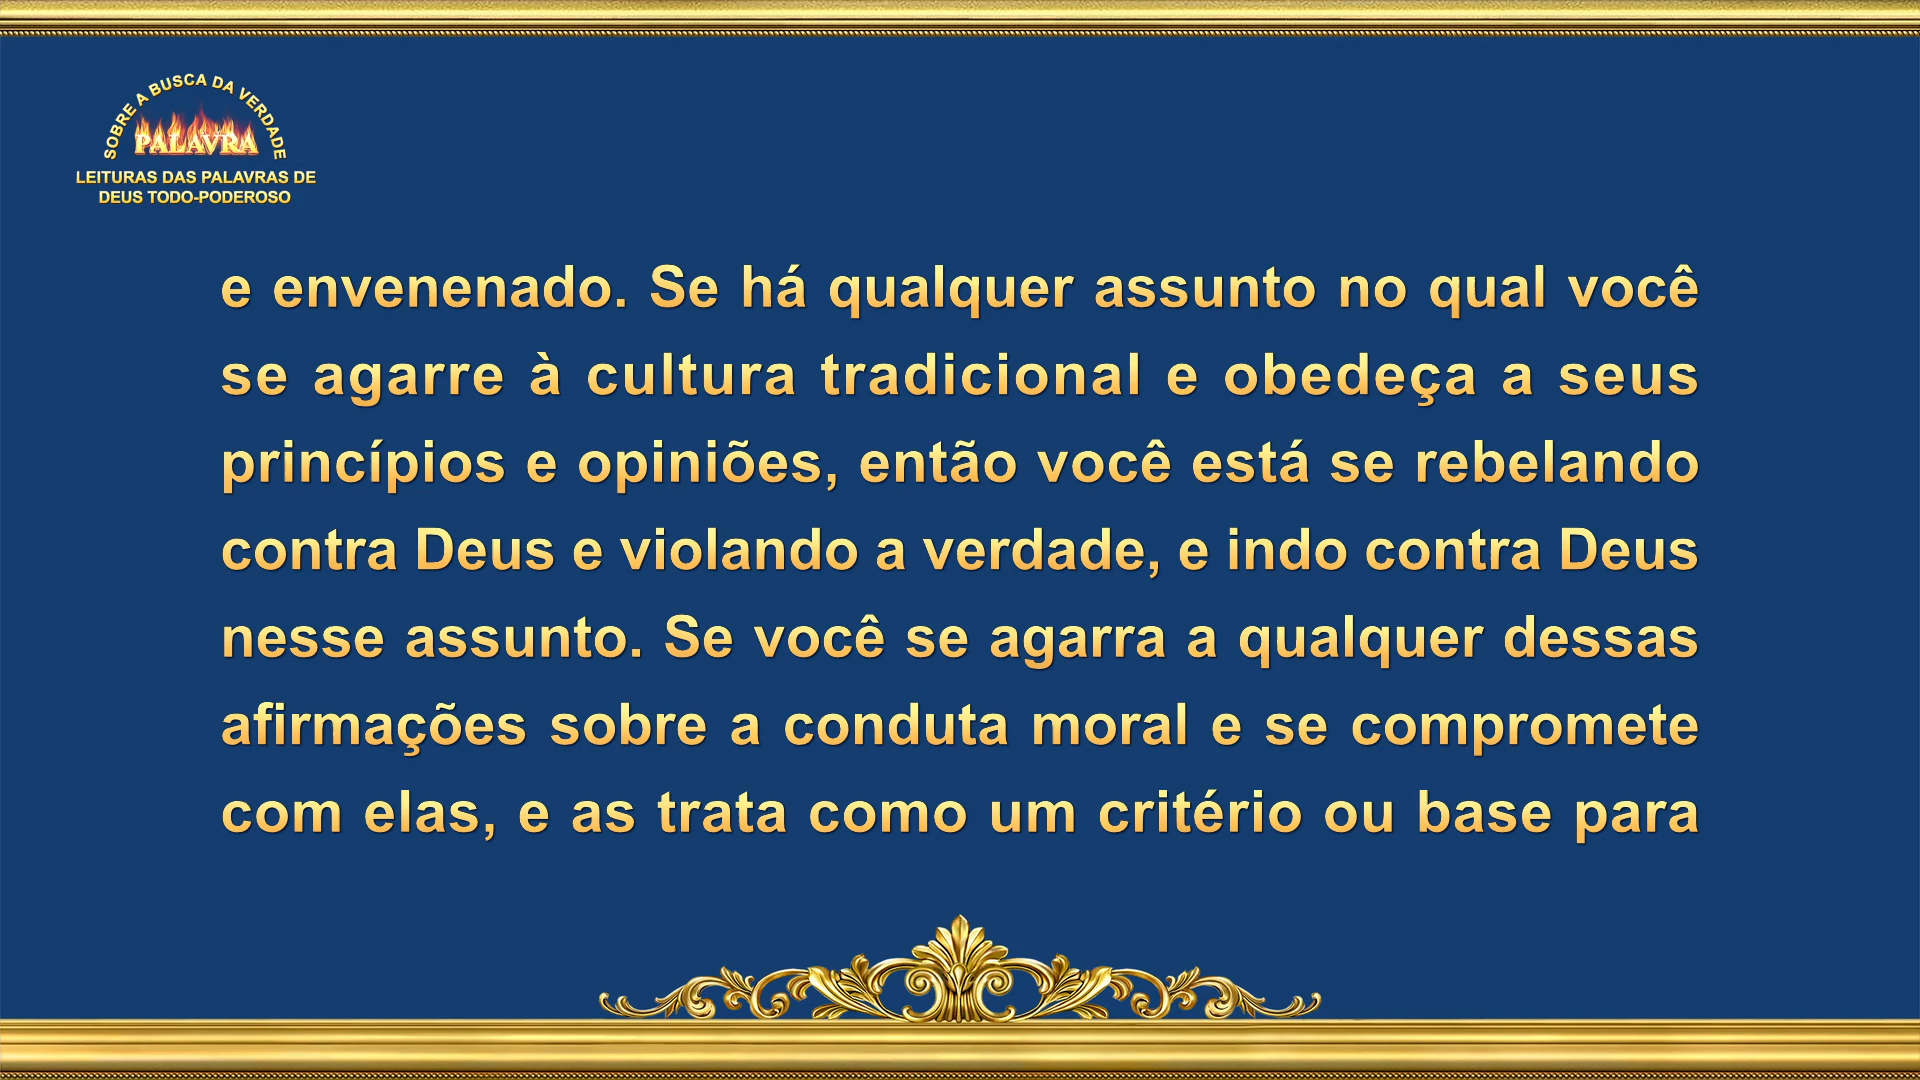 SOBRE A BUSCA DA VERDADE
PALAVRA
LEITURAS DAS PALAVRAS DE
DEUS TODO-PODEROSO
e envenenado. Se há qualquer assunto no qual você
se agarre à cultura tradicional e obedeça a seus
princípios e opiniões, então você está se rebelando
contra Deus e violando a verdade, e indo contra Deus
nesse assunto. Se você se agarra a qualquer dessas
afirmações sobre a conduta moral e se compromete
com elas, e as trata como um critério ou base para